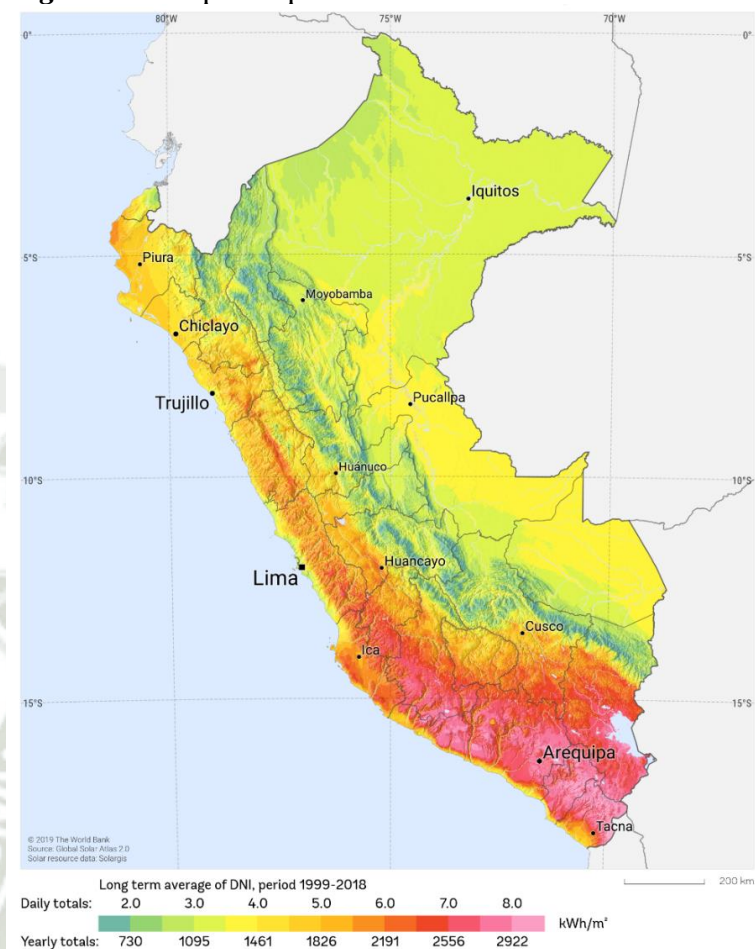 80°W 75°W 70°W
0°
Iquitos
5°S 5°S
Piura
Moyobamba
Chiclayo
Trujillo
Pucallpa
Huánuco
10°S 10°S
Lima
Huancayo
Cusco
Ica
15°S 15°S
Arequipa
Tacna
© 2019 The World Bank
Source: Global Solar Atlas 2.0
Solar resource data: Solargis
200 km
Long term average of DNI, period 1999-2018
Daily totals: 2.0 3.0 4.0 5.0 6.0 7.0 8.0
kWh/m²
Yearly totals: 730 1095 1461 1826 2191 2556 2922